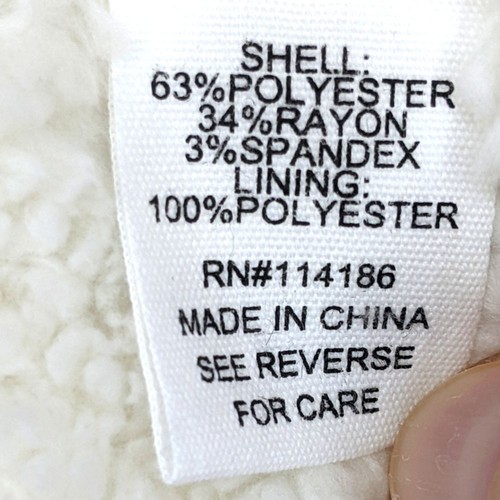 SHELL:
63%POLYESTER
34%RAYON
3%SPANDEX
LINING:
100%POLYESTER
RN#114186
MADE IN CHINA
SEE REVERSE
FOR CARE